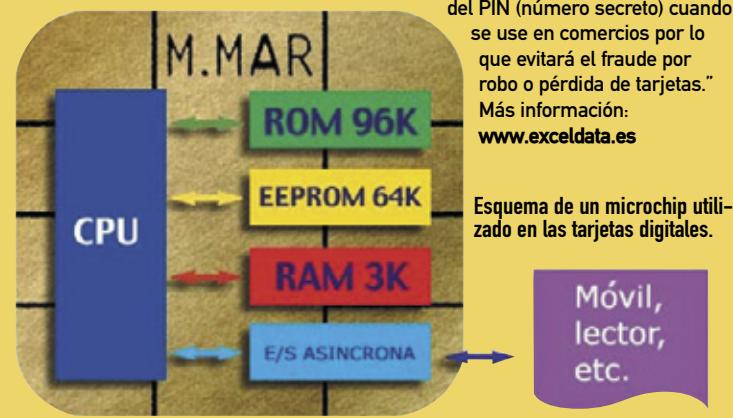 del PIN (número secreto) cuando
se use en comercios por lo
que evitará el fraude por
robo o pérdida de tarjetas.”
Más información:
www.exceldata.es
Esquema de un microchip utili-
zado en las tarjetas digitales.
M.MAR
CPU
ROM 96K
EEPROM 64K
RAM 3K
E/S ASINCRONA
Móvil,
lector,
etc.